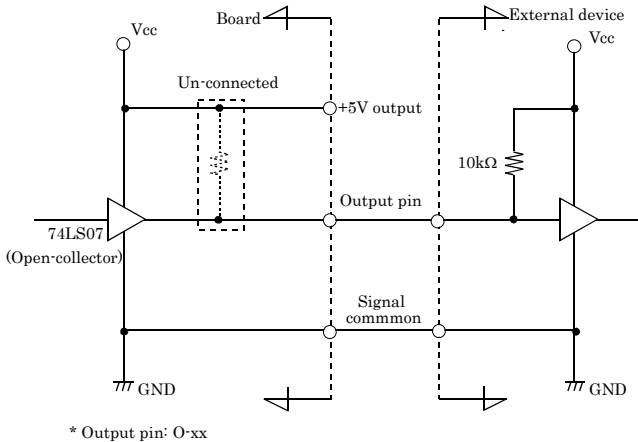 Board
External device
Vcc
Vcc
Un-connected
+5V output
10kΩ
Output pin
74LS07
(Open-collector)
Signal
commmon
GND
GND
* Output pin: O-xx